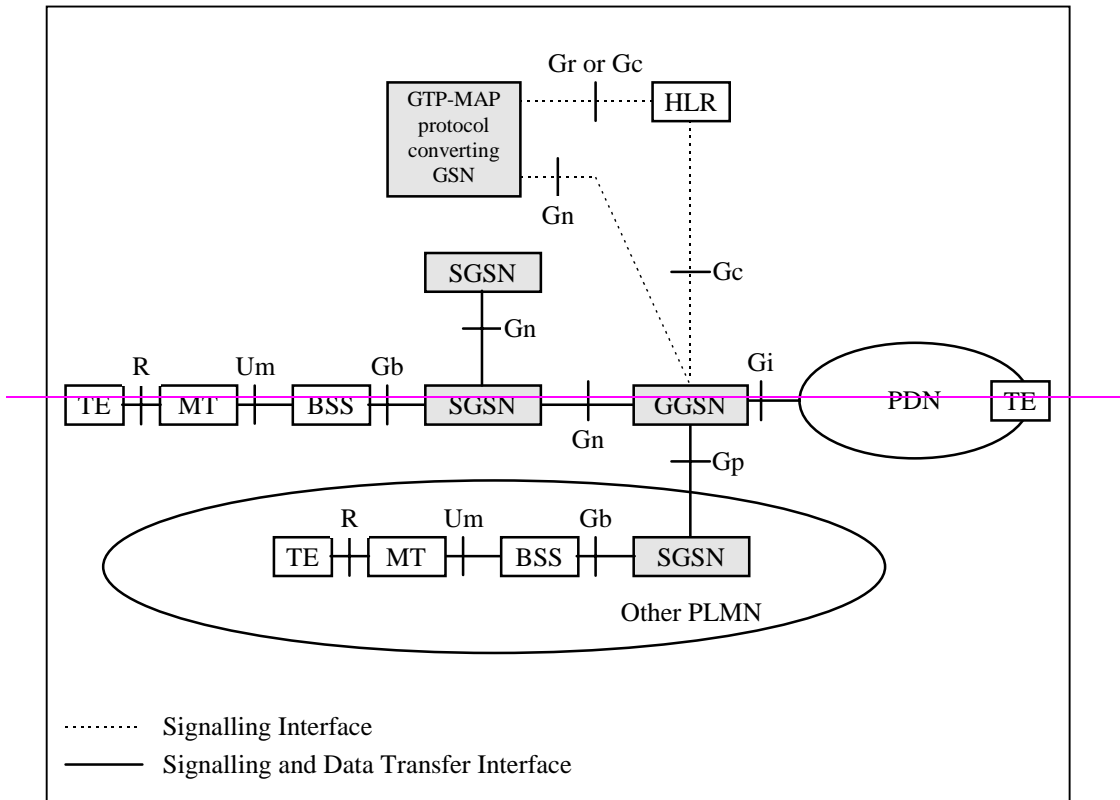 Gr or Gc
GTP-MAP
protocol
converting
GSN
HLR
Gn
SGSN
Gc
Gn
R
Um
Gb
Gi
TE
MT
BSS
SGSN
GGSN
PDN
TE
Gn
Gp
R
Um
Gb
TE
MT
BSS
SGSN
Other PLMN
Signalling Interface
Signalling and Data Transfer Interface